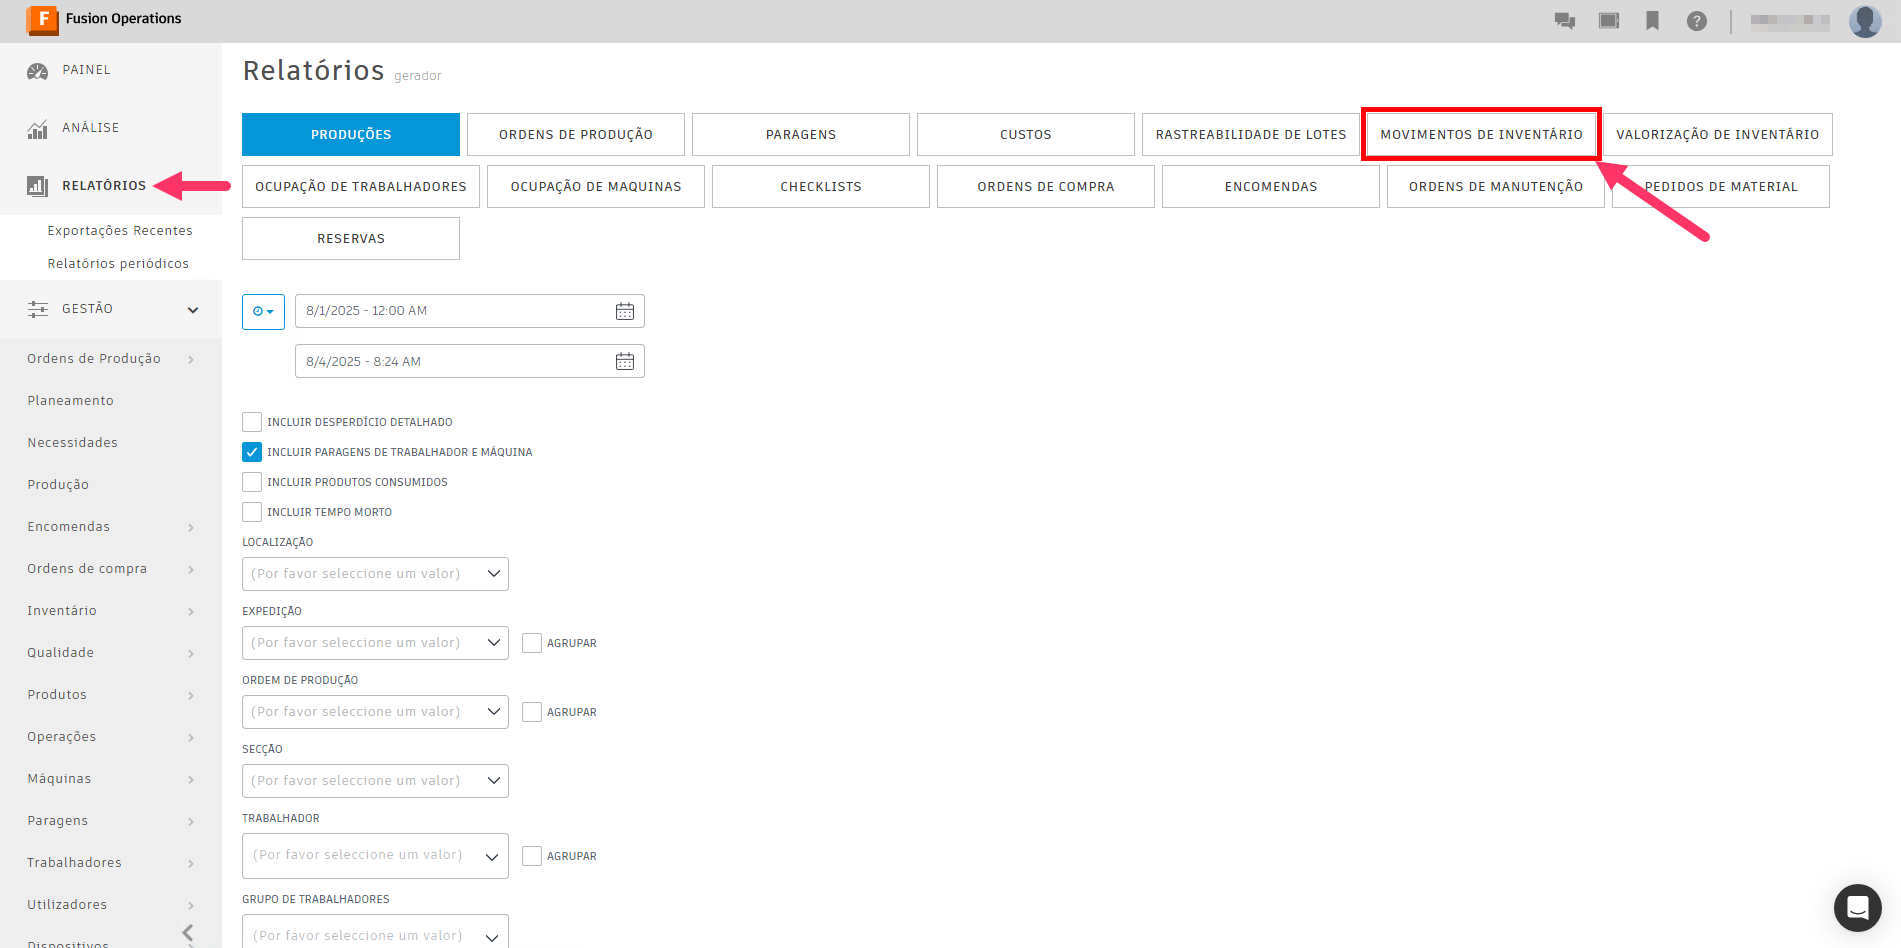 Fusion Operations
PAINEL
ANÁLISE
RELATÓRIOS
Exportações Recentes
Relatórios periódicos
GESTÃO
Ordens de Produção
Planeamento
Necessidades
Produção
Encomendas
Ordens de compra
Inventário
Qualidade
Produtos
Operações
Máquinas
Paragens
Trabalhadores
Utilizadores
Dispositivos
Relatórios gerador
PRODUÇÕES ORDENS DE PRODUÇÃO PARAGENS CUSTOS RASTREABILIDADE DE LOTES MOVIMENTOS DE INVENTÁRIO VALORIZAÇÃO DE INVENTÁRIO
OCUPAÇÃO DE TRABALHADORES OCUPAÇÃO DE MAQUINAS CHECKLISTS ORDENS DE COMPRA ENCOMENDAS ORDENS DE MANUTENÇÃO PEDIDOS DE MATERIAL
RESERVAS
8/1/2025 - 12:00 AM
8/4/2025 - 8:24 AM
INCLUIR DESPERDÍCIO DETALHADO
INCLUIR PARAGENS DE TRABALHADOR E MÁQUINA
INCLUIR PRODUTOS CONSUMIDOS
INCLUIR TEMPO MORTO
LOCALIZAÇÃO
(Por favor seleccione um valor)
EXPEDIÇÃO
(Por favor seleccione um valor) AGRUPAR
ORDEM DE PRODUÇÃO
(Por favor seleccione um valor) AGRUPAR
SECÇÃO
(Por favor seleccione um valor)
TRABALHADOR
(Por favor seleccione um valor) AGRUPAR
GRUPO DE TRABALHADORES
(Por favor seleccione um valor)